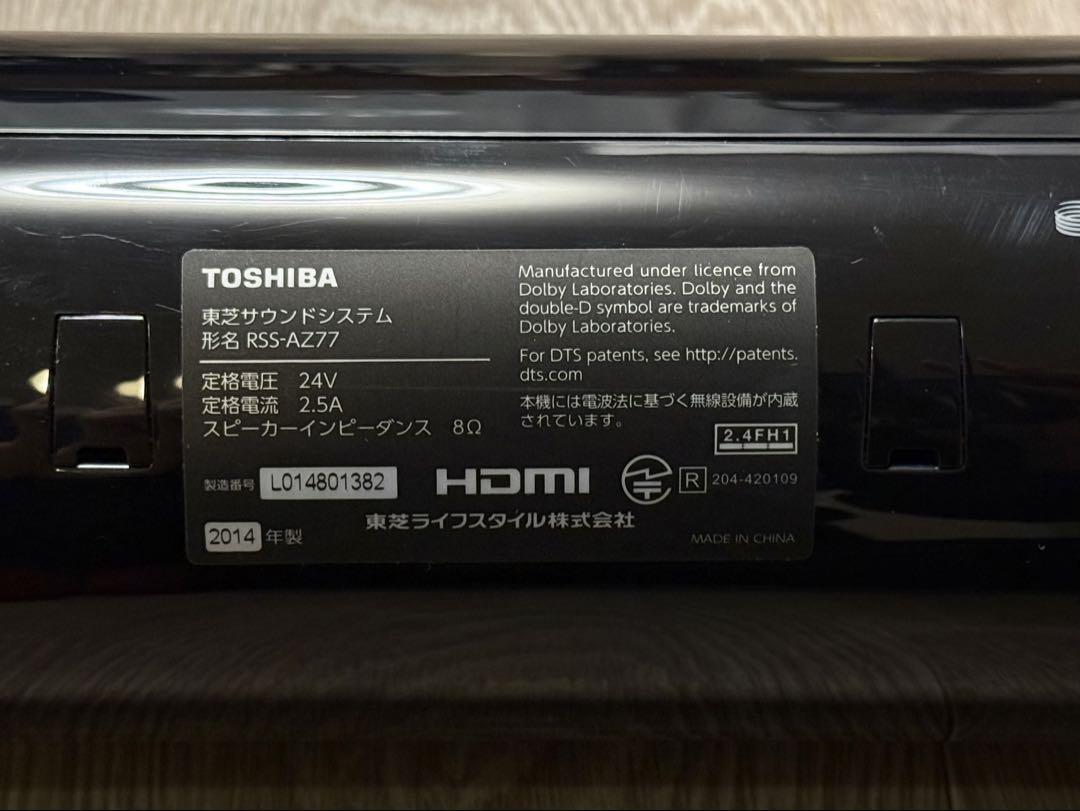 TOSHIBA
東芝サウンドシステム
形名 RSS-AZ77
定格電圧 24V
定格電流 2.5A
スピーカーインピーダンス 8Ω
製造番号 L014801382
2014 年製
Manufactured under licence from
Dolby Laboratories. Dolby and the
double-D symbol are trademarks of
Dolby Laboratories.
For DTS patents, see http://patents.
dts.com
本機には電波法に基づく無線設備が内蔵
されています。
2.4FH1
HDMI
R 204-420109
東芝ライフスタイル株式会社
MADE IN CHINA